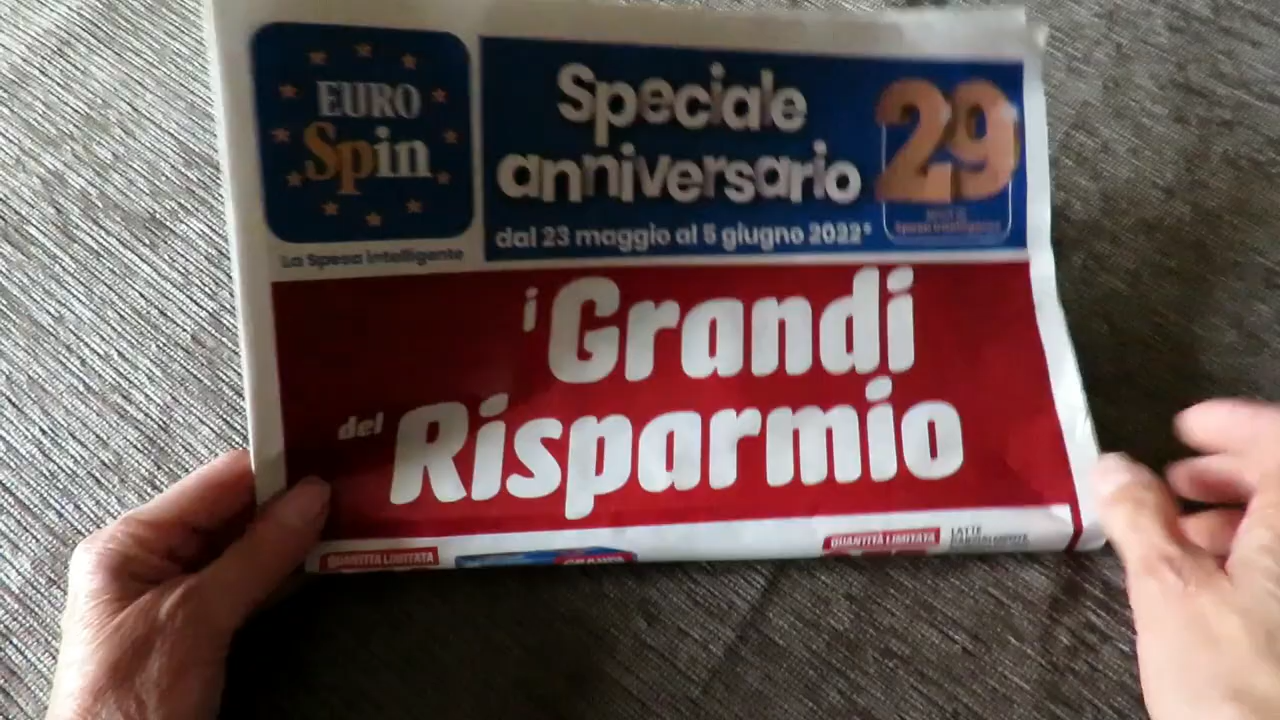 EURO
Spin
La Spesa Intelligente
Speciale
anniversario
dal 23 maggio al 5 giugno 2022*
29
i Grandi
del Risparmio
QUANTITÀ LIMITATA
QUANTITÀ LIMITATA
LATTE